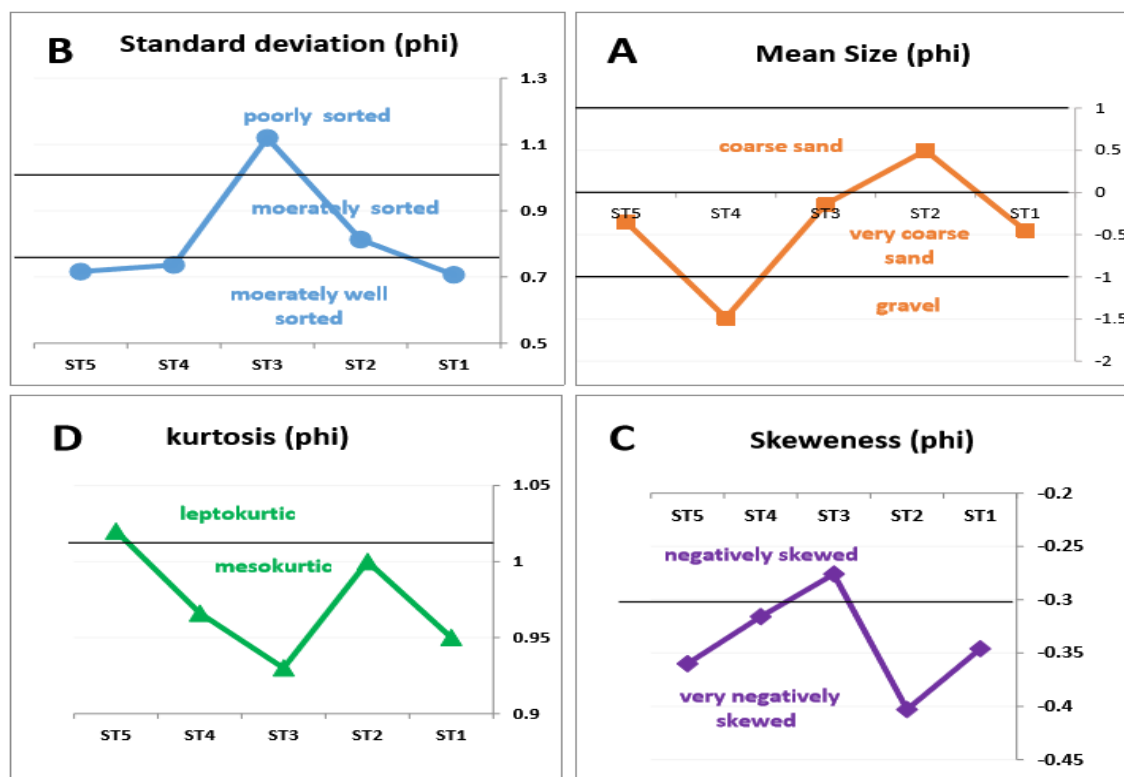 B
Standard deviation (phi)
1.3
poorly sorted
1.1
moerately sorted
0.9
0.7
moerately well
sorted
0.5
ST5 ST4 ST3 ST2 ST1
A
Mean Size (phi)
1
coarse sand
0.5
0
ST5 ST4 ST3 ST2 ST1
very coarse
sand
-0.5
-1
gravel
-1.5
-2
D
kurtosis (phi)
1.05
leptokurtic
1
mesokurtic
0.95
0.9
ST5 ST4 ST3 ST2 ST1
C
Skeweness (phi)
-0.2
ST5 ST4 ST3 ST2 ST1
-0.25
negatively skewed
-0.3
-0.35
very negatively
skewed
-0.4
-0.45